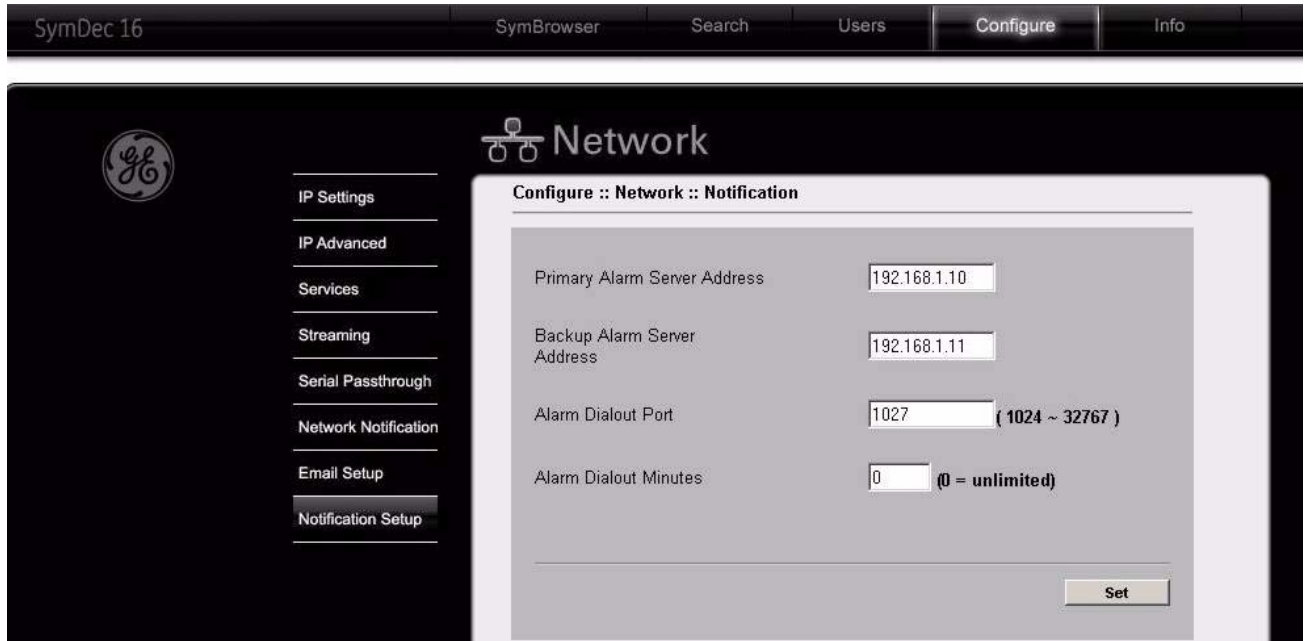 SymDec 16
SymBrowser
Search
Users
Configure
Info
GE
Network
IP Settings
IP Advanced
Services
Streaming
Serial Passthrough
Network Notification
Email Setup
Notification Setup
Configure :: Network :: Notification
Primary Alarm Server Address
192.168.1.10
Backup Alarm Server
Address
192.168.1.11
Alarm Dialout Port
1027
( 1024 ~ 32767 )
Alarm Dialout Minutes
0
(0 = unlimited)
Set